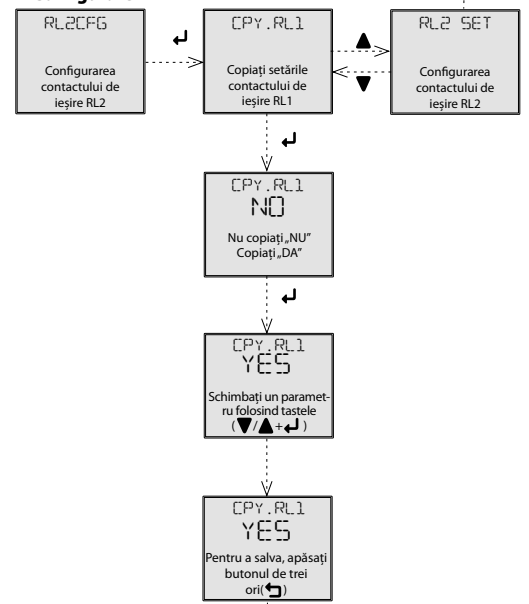 RL2CFG
Configurarea
contactului de
ieșire RL2
CPY.RL1
Copiați setările
contactului de
ieșire RL1
RL2 SET
Configurarea
contactului de
ieșire RL2
CPY.RL1
NO
Nu copiați „NU”
Copiați „DA”
CPY.RL1
YES
Schimbați un paramet-
ru folosind tastele
(▼/▲+↵)
CPY.RL1
YES
Pentru a salva, apăsați
butonul de trei
ori(⮌)